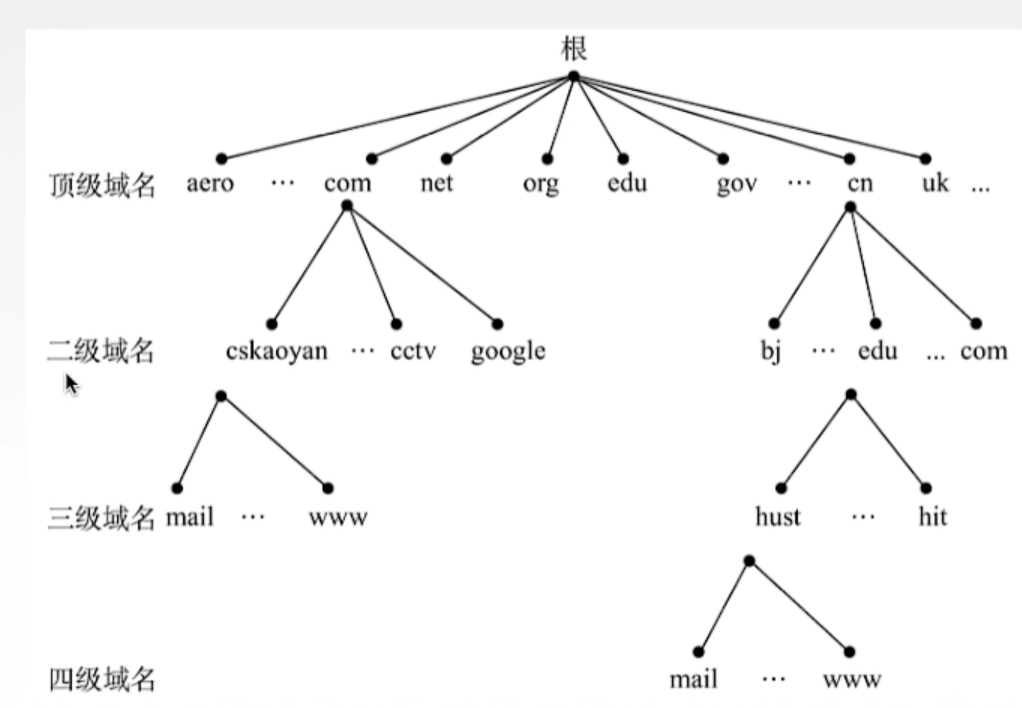 根
顶级域名 aero … com net org edu gov … cn uk ...
二级域名 cskaoyan … cctv google bj … edu ... com
三级域名 mail … www hust … hit
四级域名 mail … www